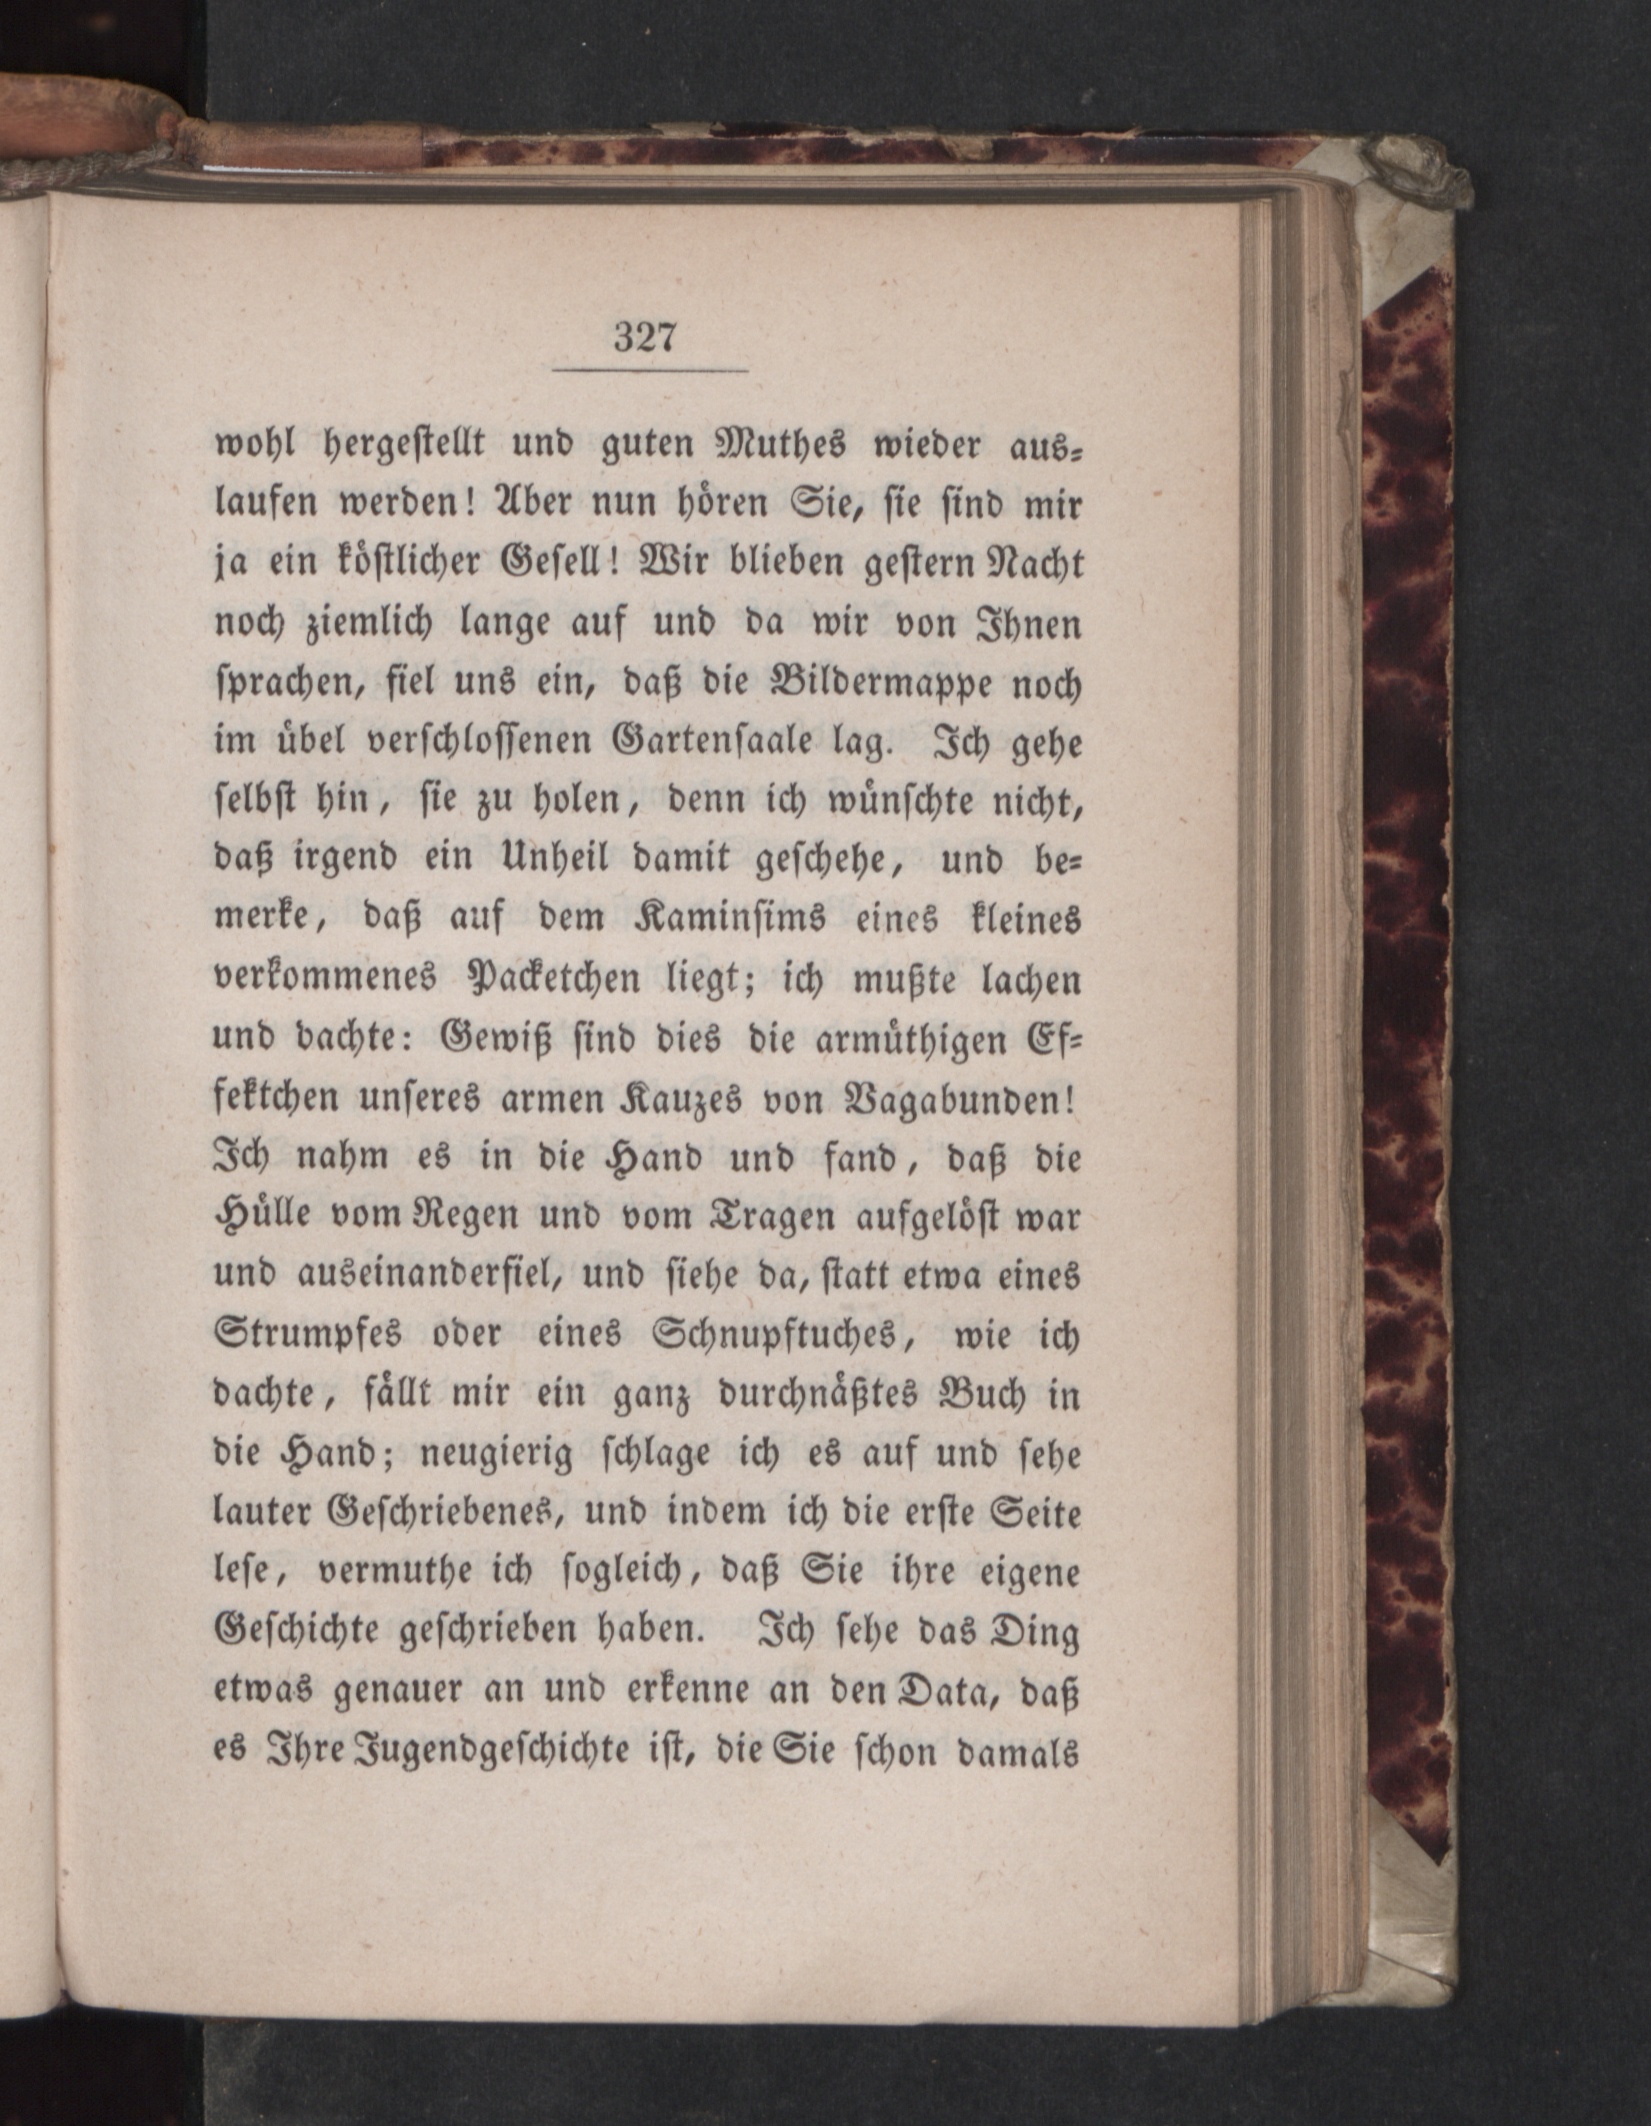 327
wohl hergeſtellt und guten Muthes wieder aus⸗
laufen werden! Aber nun hören Sie, ſie ſind mir
ja ein köſtlicher Geſell! Wir blieben geſtern Nacht
noch ziemlich lange auf und da wir von Ihnen
ſprachen, fiel uns ein, daß die Bildermappe noch
im übel verſchloſſenen Gartenſaale lag. Ich gehe
ſelbſt hin, ſie zu holen, denn ich wünſchte nicht,
daß irgend ein Unheil damit geſchehe, und be⸗
merke, daß auf dem Kaminſims eines kleines
verkommenes Packetchen liegt; ich mußte lachen
und dachte: Gewiß ſind dies die armüthigen Ef⸗
fektchen unſeres armen Kauzes von Vagabunden!
Ich nahm es in die Hand und fand, daß die
Hülle vom Regen und vom Tragen aufgelöſt war
und auseinanderfiel, und ſiehe da, ſtatt etwa eines
Strumpfes oder eines Schnupftuches, wie ich
dachte, fällt mir ein ganz durchnäßtes Buch in
die Hand; neugierig ſchlage ich es auf und ſehe
lauter Geſchriebenes, und indem ich die erſte Seite
leſe, vermuthe ich ſogleich, daß Sie ihre eigene
Geſchichte geſchrieben haben. Ich ſehe das Ding
etwas genauer an und erkenne an den Data, daß
es Ihre Jugendgeſchichte iſt, die Sie ſchon damals